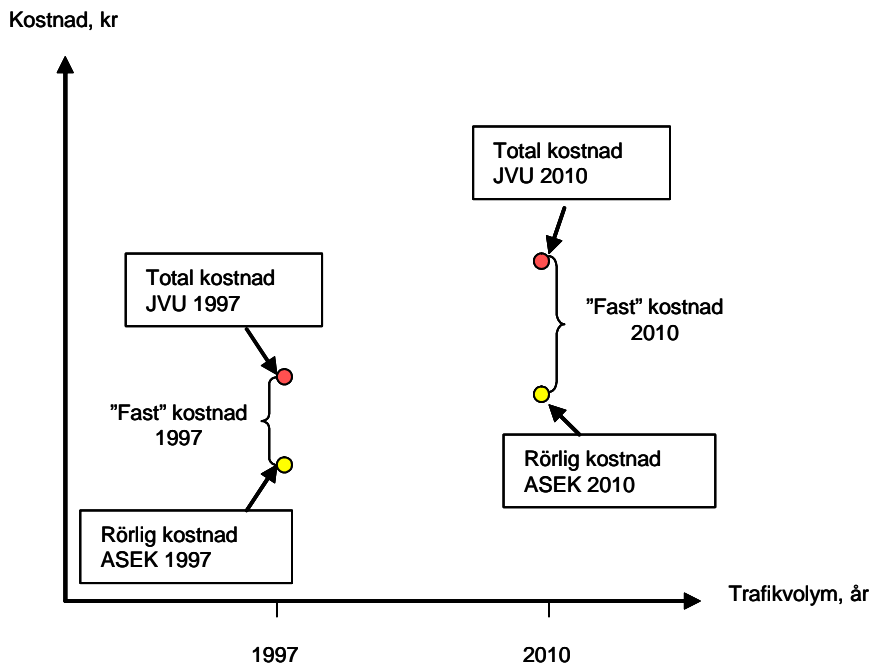 Kostnad, kr
Total kostnad
JVU 2010
Total kostnad
JVU 1997
”Fast” kostnad
2010
”Fast” kostnad
1997
Rörlig kostnad
ASEK 2010
Rörlig kostnad
ASEK 1997
Trafikvolym, år
1997
2010